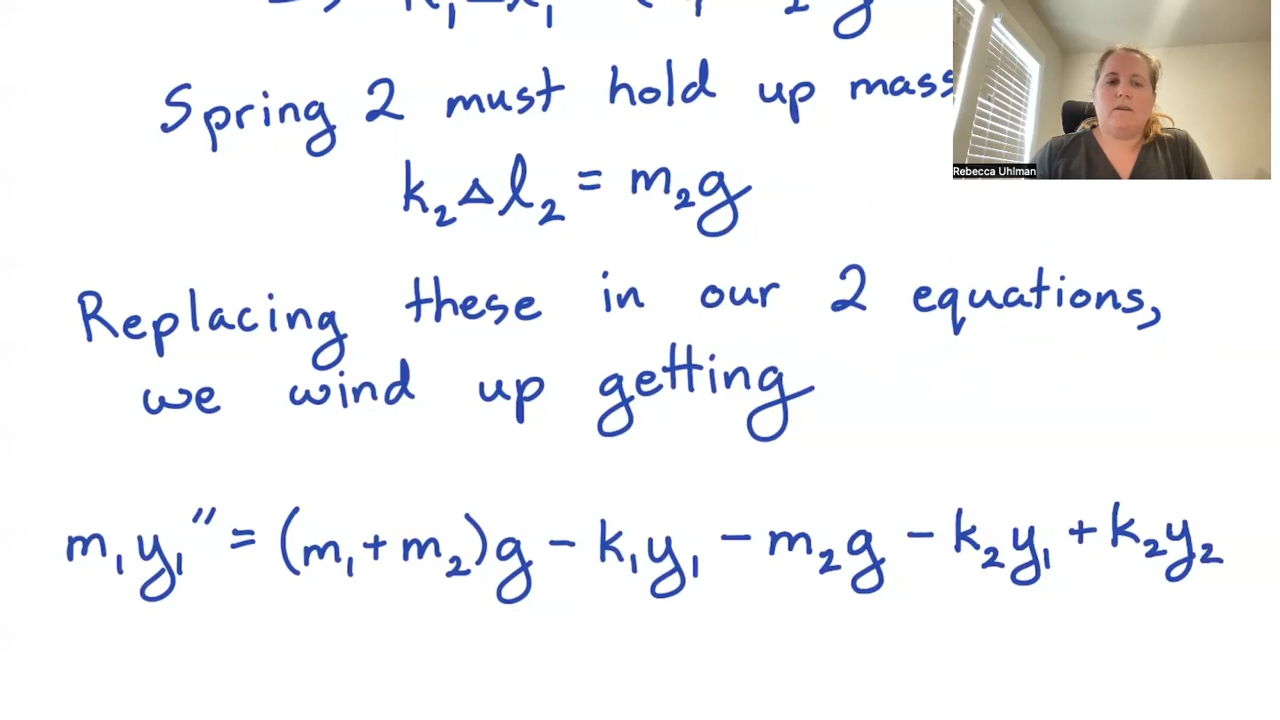 Spring 2 must hold up mass
Rebecca Uhlman
k₂Δl₂ = m₂g
Replacing these in our 2 equations,
we wind up getting
m₁y₁'' = (m₁ + m₂)g - k₁y₁ - m₂g - k₂y₁ + k₂y₂